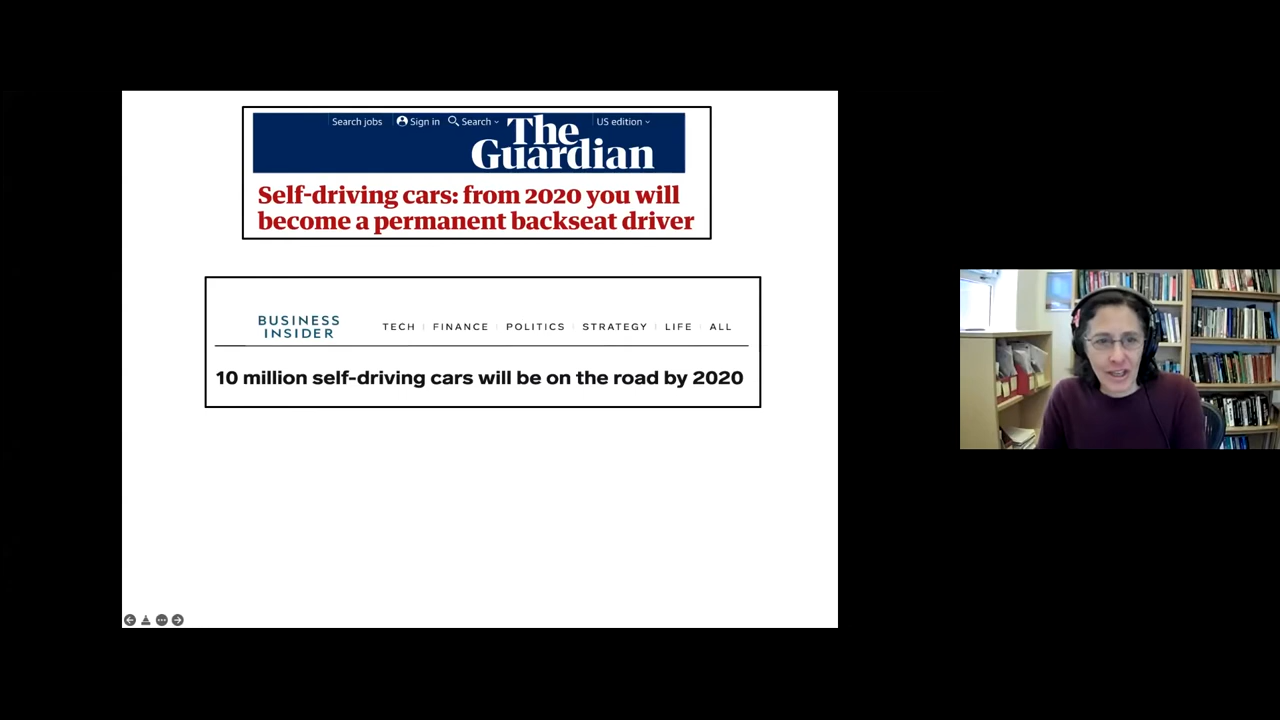 Search jobs Sign in Search US edition
The
Guardian
Self-driving cars: from 2020 you will
become a permanent backseat driver
BUSINESS
INSIDER
TECH FINANCE POLITICS STRATEGY LIFE ALL
10 million self-driving cars will be on the road by 2020